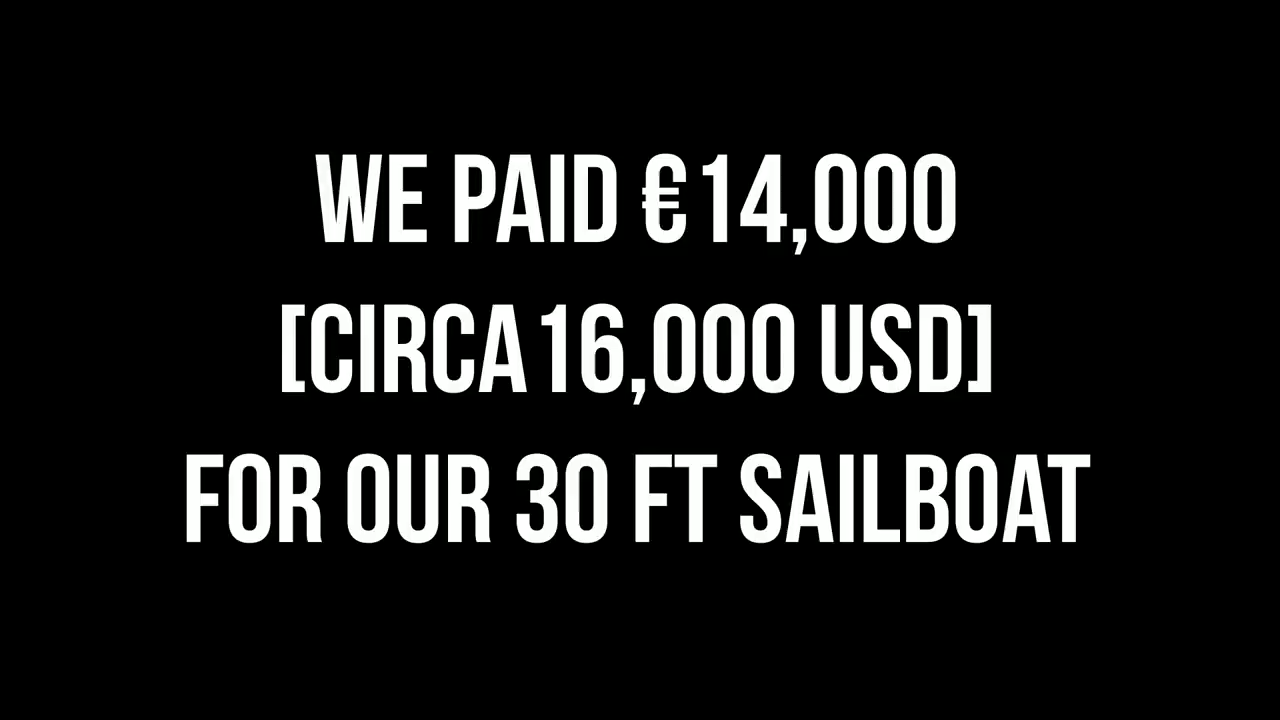 WE PAID €14,000
[CIRCA 16,000 USD]
FOR OUR 30 FT SAILBOAT